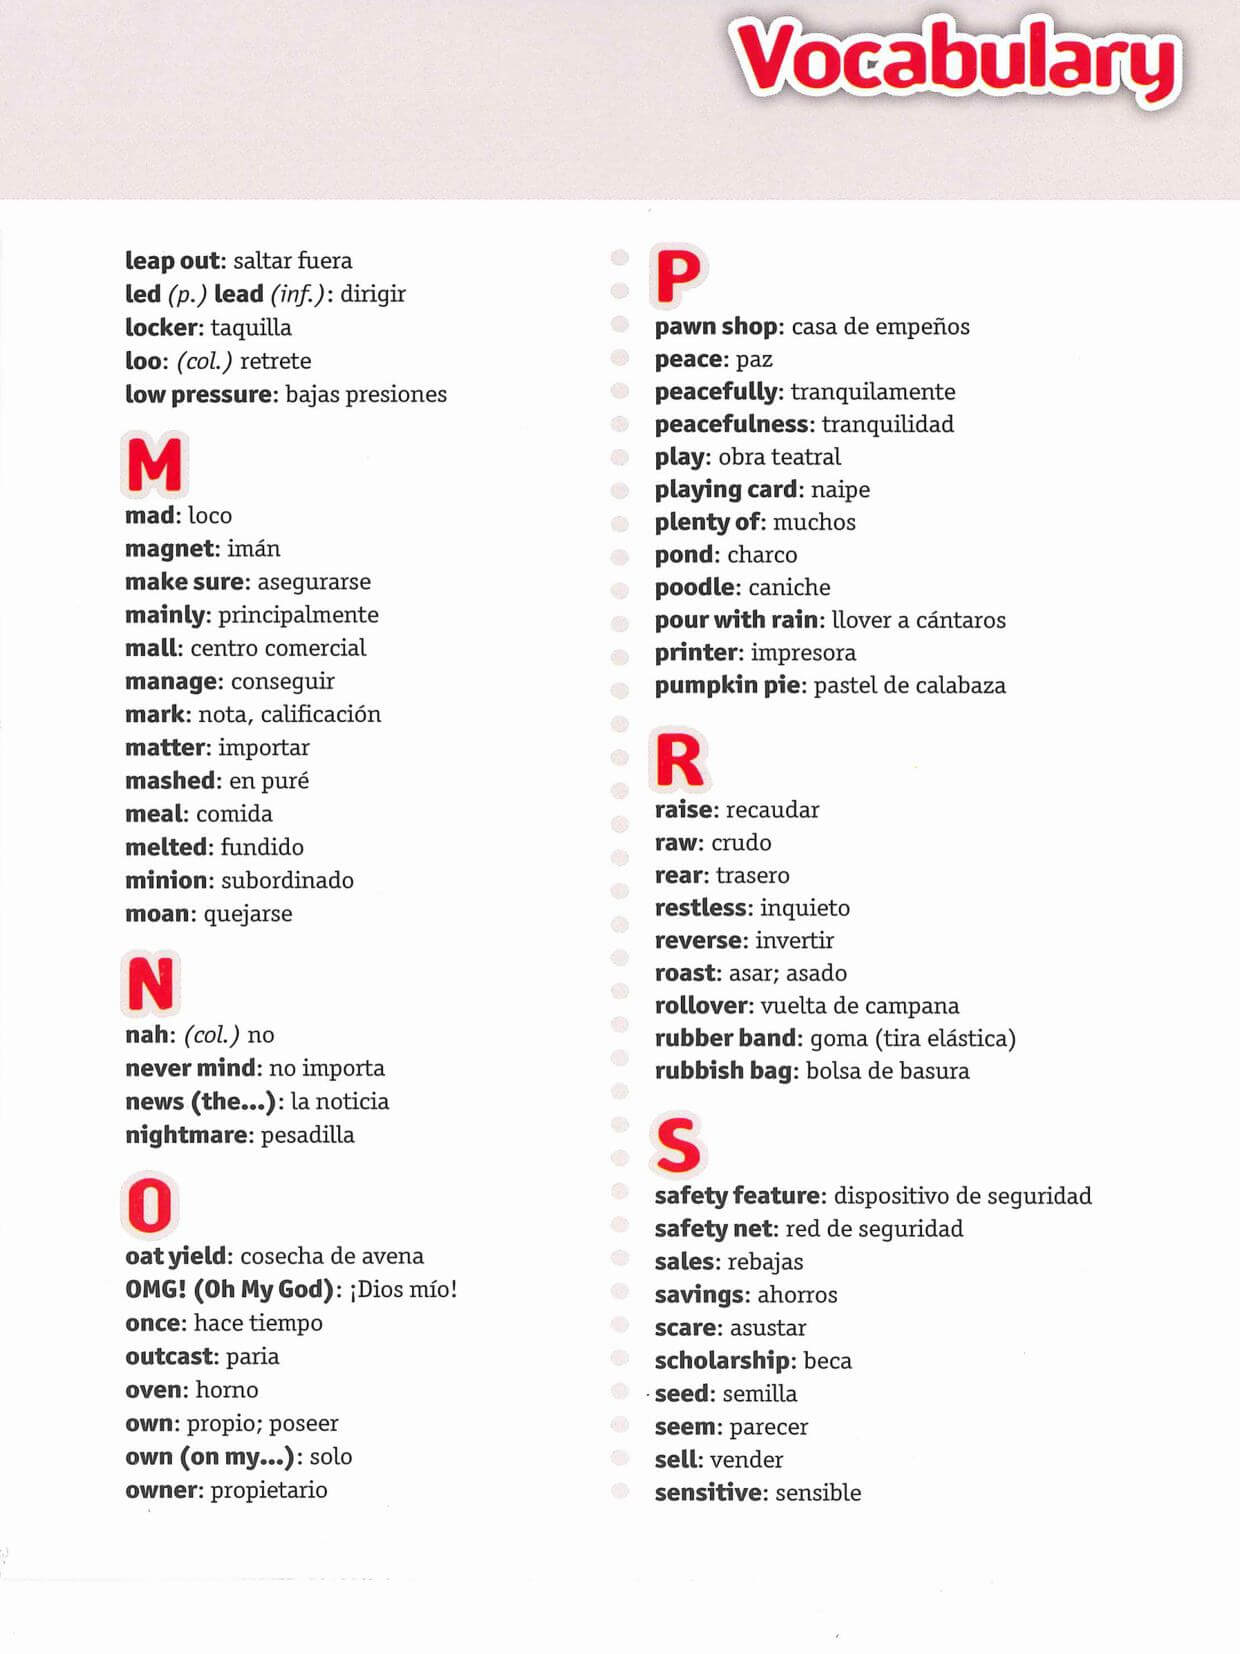 Vocabulary
leap out: saltar fuera
led (p.) lead (inf.): dirigir
locker: taquilla
loo: (col.) retrete
low pressure: bajas presiones
M
mad: loco
magnet: imán
make sure: asegurarse
mainly: principalmente
mall: centro comercial
manage: conseguir
mark: nota, calificación
matter: importar
mashed: en puré
meal: comida
melted: fundido
minion: subordinado
moan: quejarse
N
nah: (col.) no
never mind: no importa
news (the...): la noticia
nightmare: pesadilla
O
oat yield: cosecha de avena
OMG! (Oh My God): ¡Dios mío!
once: hace tiempo
outcast: paria
oven: horno
own: propio; poseer
own (on my...): solo
owner: propietario
P
pawn shop: casa de empeños
peace: paz
peacefully: tranquilamente
peacefulness: tranquilidad
play: obra teatral
playing card: naipe
plenty of: muchos
pond: charco
poodle: caniche
pour with rain: llover a cántaros
printer: impresora
pumpkin pie: pastel de calabaza
R
raise: recaudar
raw: crudo
rear: trasero
restless: inquieto
reverse: invertir
roast: asar; asado
rollover: vuelta de campana
rubber band: goma (tira elástica)
rubbish bag: bolsa de basura
S
safety feature: dispositivo de seguridad
safety net: red de seguridad
sales: rebajas
savings: ahorros
scare: asustar
scholarship: beca
seed: semilla
seem: parecer
sell: vender
sensitive: sensible